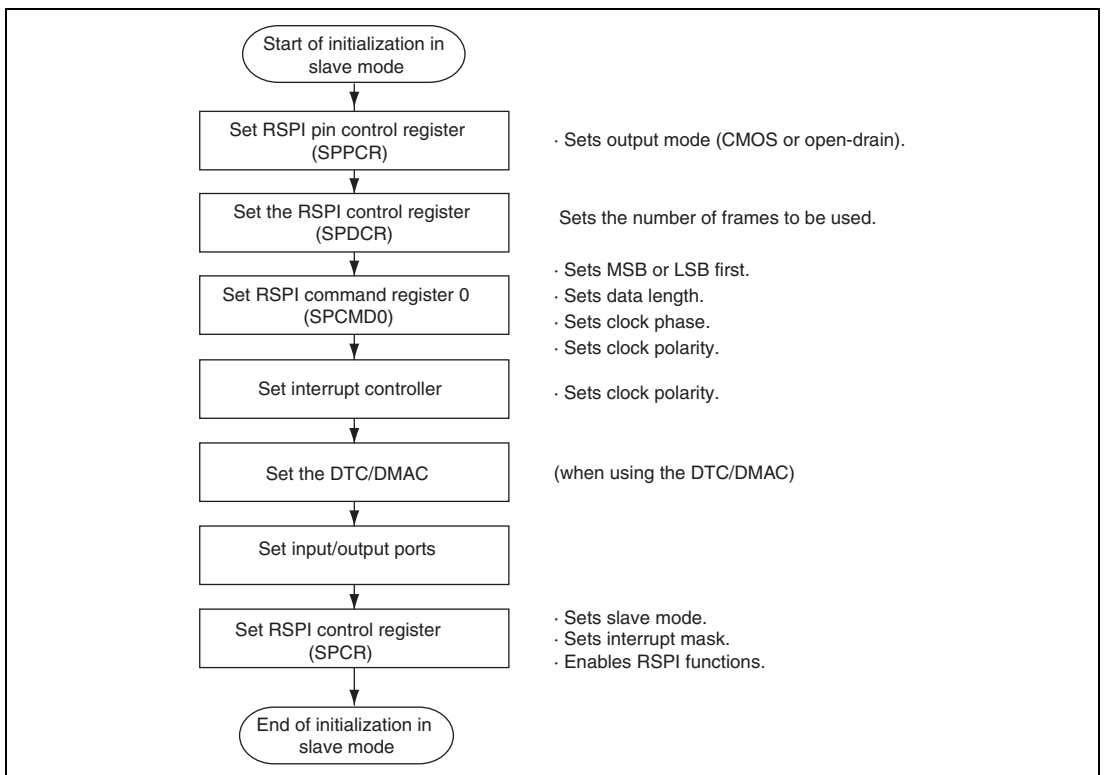 Start of initialization in
slave mode
Set RSPI pin control register
(SPPCR)
· Sets output mode (CMOS or open-drain).
Set the RSPI control register
(SPDCR)
Sets the number of frames to be used.
Set RSPI command register 0
(SPCMD0)
· Sets MSB or LSB first.
· Sets data length.
· Sets clock phase.
· Sets clock polarity.
Set interrupt controller
· Sets clock polarity.
Set the DTC/DMAC
(when using the DTC/DMAC)
Set input/output ports
Set RSPI control register
(SPCR)
· Sets slave mode.
· Sets interrupt mask.
· Enables RSPI functions.
End of initialization in
slave mode